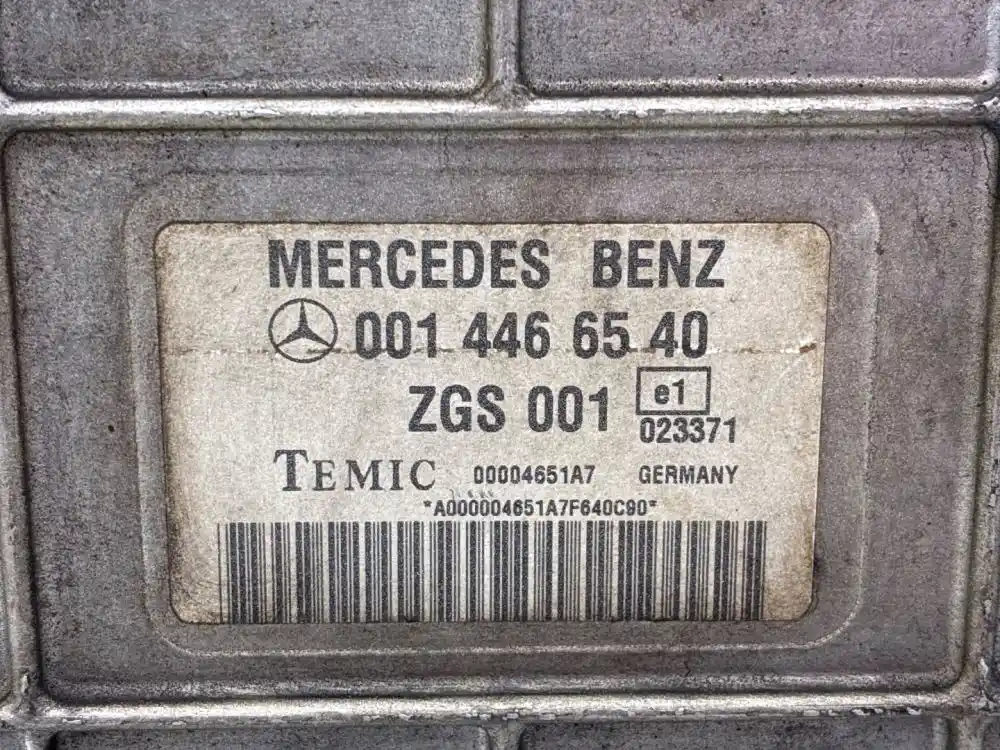 MERCEDES BENZ
001 446 65 40
ZGS 001 e1
023371
TEMIC 00004651A7 GERMANY
*A000004651A7F640C90*